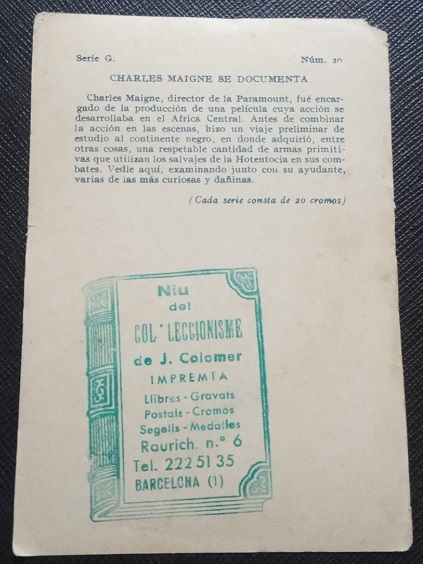 Serie G. Núm. 20
CHARLES MAIGNE SE DOCUMENTA
Charles Maigne, director de la Paramount, fué encar-
gado de la producción de una película cuya acción se
desarrollaba en el Africa Central. Antes de combinar
la acción en las escenas, hizo un viaje preliminar de
estudio al continente negro, en donde adquirió, entre
otras cosas, una respetable cantidad de armas primiti-
vas que utilizan los salvajes de la Hotentocia en sus com-
bates. Vedle aquí, examinando junto con su ayudante,
varias de las más curiosas y dañinas.
(Cada serie consta de 20 cromos)
Niu
del
COL·LECCIONISME
de J. Colomer
IMPREMTA
Llibres - Gravats
Postals - Cromos
Segells - Medalles
Raurich, n.º 6
Tel. 222 51 35
BARCELONA (1)